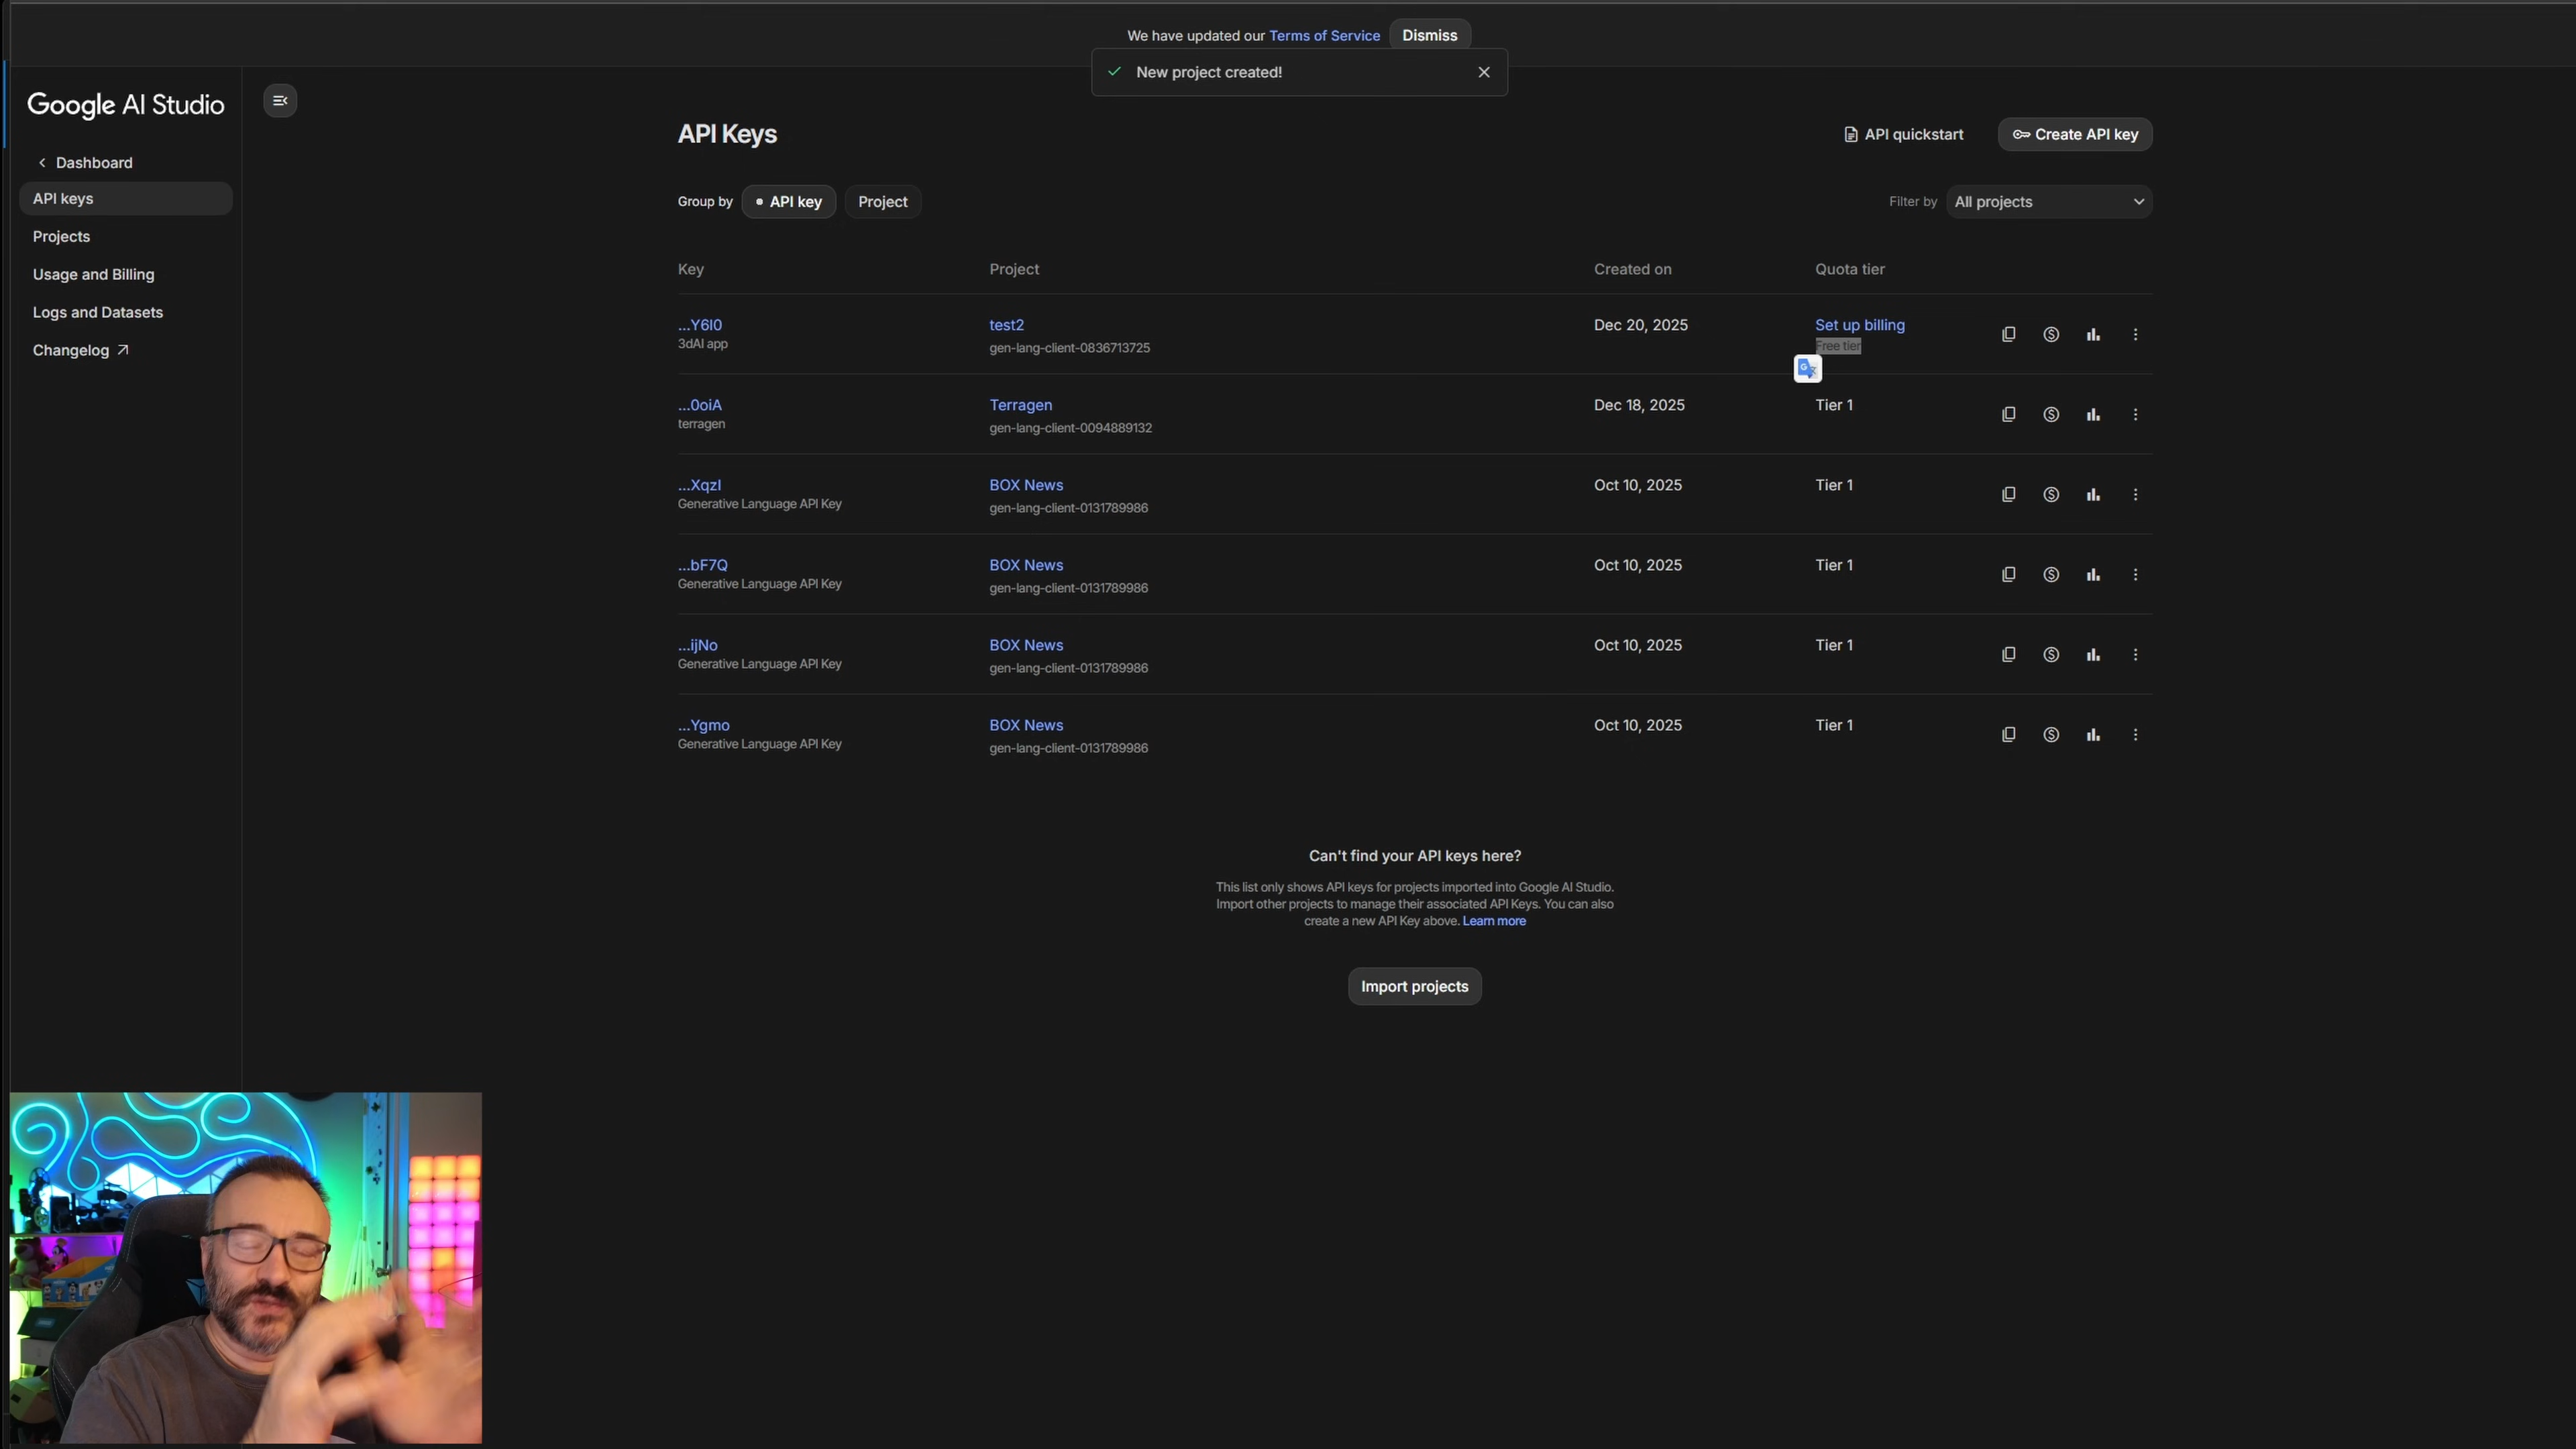 We have updated our Terms of Service Dismiss
New project created!
Google AI Studio
Dashboard
API keys
Projects
Usage and Billing
Logs and Datasets
Changelog
API Keys
API quickstart
Create API key
Group by API key Project
Filter by All projects
Key Project Created on Quota tier
...Y6I0 test2 Dec 20, 2025 Set up billing
3dAI app gen-lang-client-0836713725 Free tier
...0oiA Terragen Dec 18, 2025 Tier 1
terragen gen-lang-client-0094889132
...XqzI BOX News Oct 10, 2025 Tier 1
Generative Language API Key gen-lang-client-0131789986
...bF7Q BOX News Oct 10, 2025 Tier 1
Generative Language API Key gen-lang-client-0131789986
...ijNo BOX News Oct 10, 2025 Tier 1
Generative Language API Key gen-lang-client-0131789986
...Ygmo BOX News Oct 10, 2025 Tier 1
Generative Language API Key gen-lang-client-0131789986
Can't find your API keys here?
This list only shows API keys for projects imported into Google AI Studio.
Import other projects to manage their associated API Keys. You can also
create a new API Key above. Learn more
Import projects